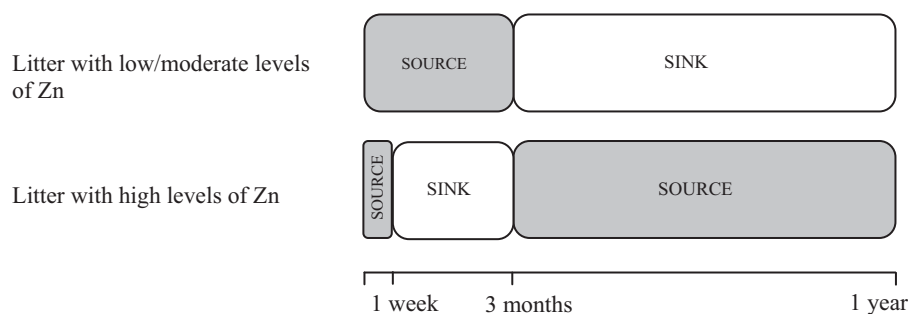 Litter with low/moderate levels
of Zn
SOURCE
SINK
Litter with high levels of Zn
SOURCE
SINK
SOURCE
1 week
3 months
1 year